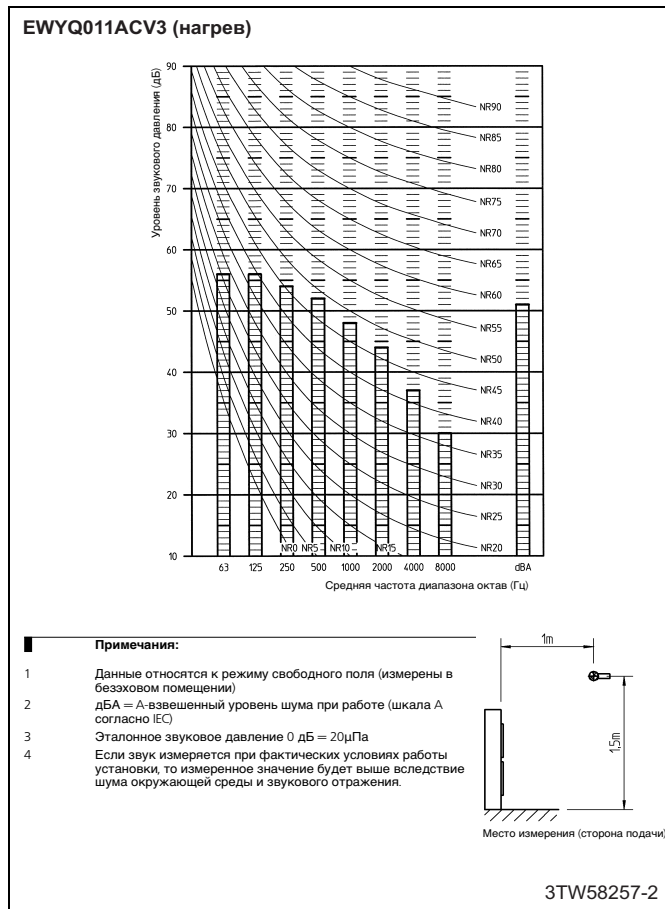 EWYQ011ACV3 (нагрев)
Уровень звукового давления (дБ)
90
80
70
60
50
40
30
20
10
NR90
NR85
NR80
NR75
NR70
NR65
NR60
NR55
NR50
NR45
NR40
NR35
NR30
NR25
NR20
NR0 NR5 NR10 NR15
63 125 250 500 1000 2000 4000 8000 dBA
Средняя частота диапазона октав (Гц)
Примечания:
1 Данные относятся к режиму свободного поля (измерены в
безэховом помещении)
2 дБА = А-взвешенный уровень шума при работе (шкала А
согласно IEC)
3 Эталонное звуковое давление 0 дБ = 20µПа
4 Если звук измеряется при фактических условиях работы
установки, то измеренное значение будет выше вследствие
шума окружающей среды и звукового отражения.
1m
1.5m
Место измерения (сторона подачи)
3TW58257-2